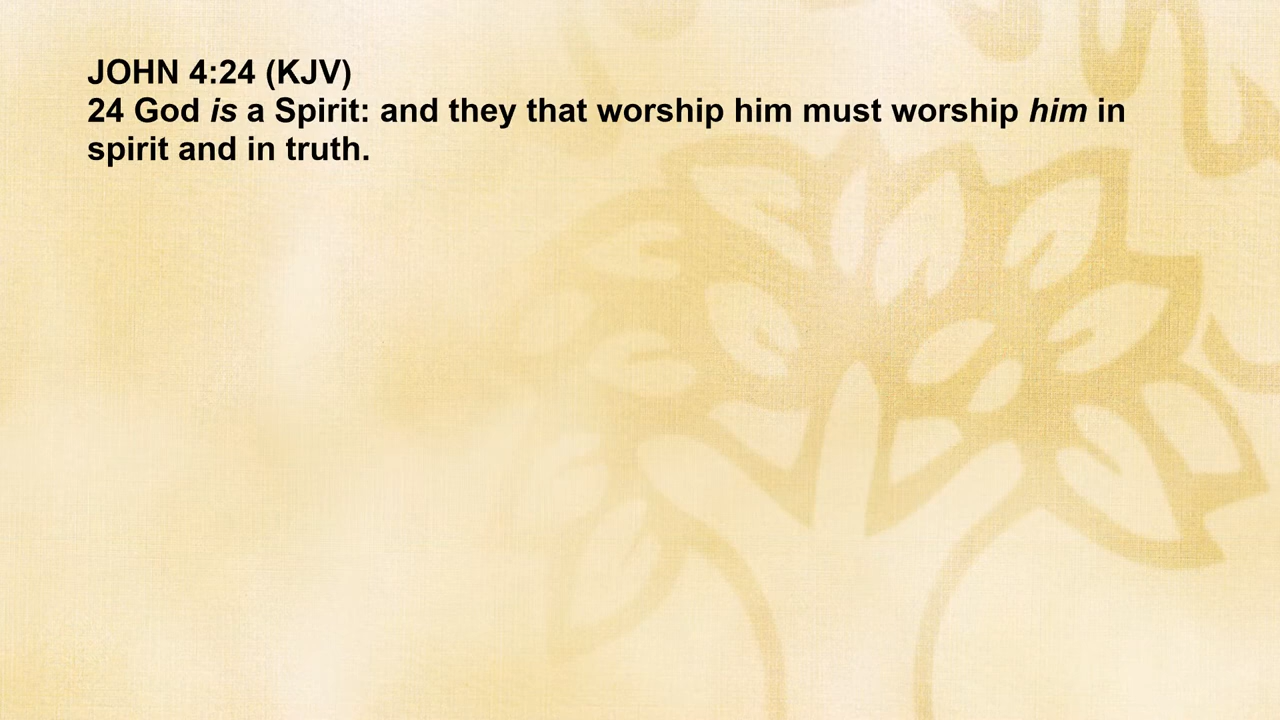 JOHN 4:24 (KJV)
24 God is a Spirit: and they that worship him must worship him in
spirit and in truth.